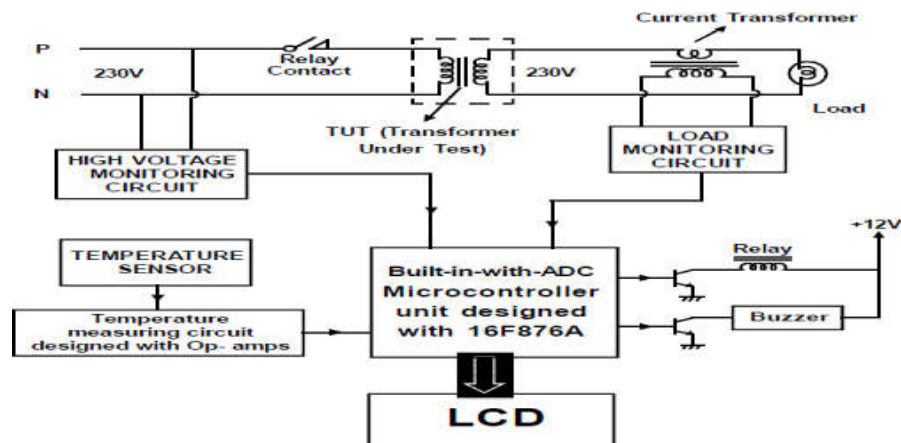 Current Transformer
P
230V
N
Relay
Contact
230V
Load
TUT (Transformer
Under Test)
HIGH VOLTAGE
MONITORING
CIRCUIT
LOAD
MONITORING
CIRCUIT
+12V
TEMPERATURE
SENSOR
Temperature
measuring circuit
designed with Op- amps
Built-in-with-ADC
Microcontroller
unit designed
with 16F876A
Relay
Buzzer
LCD